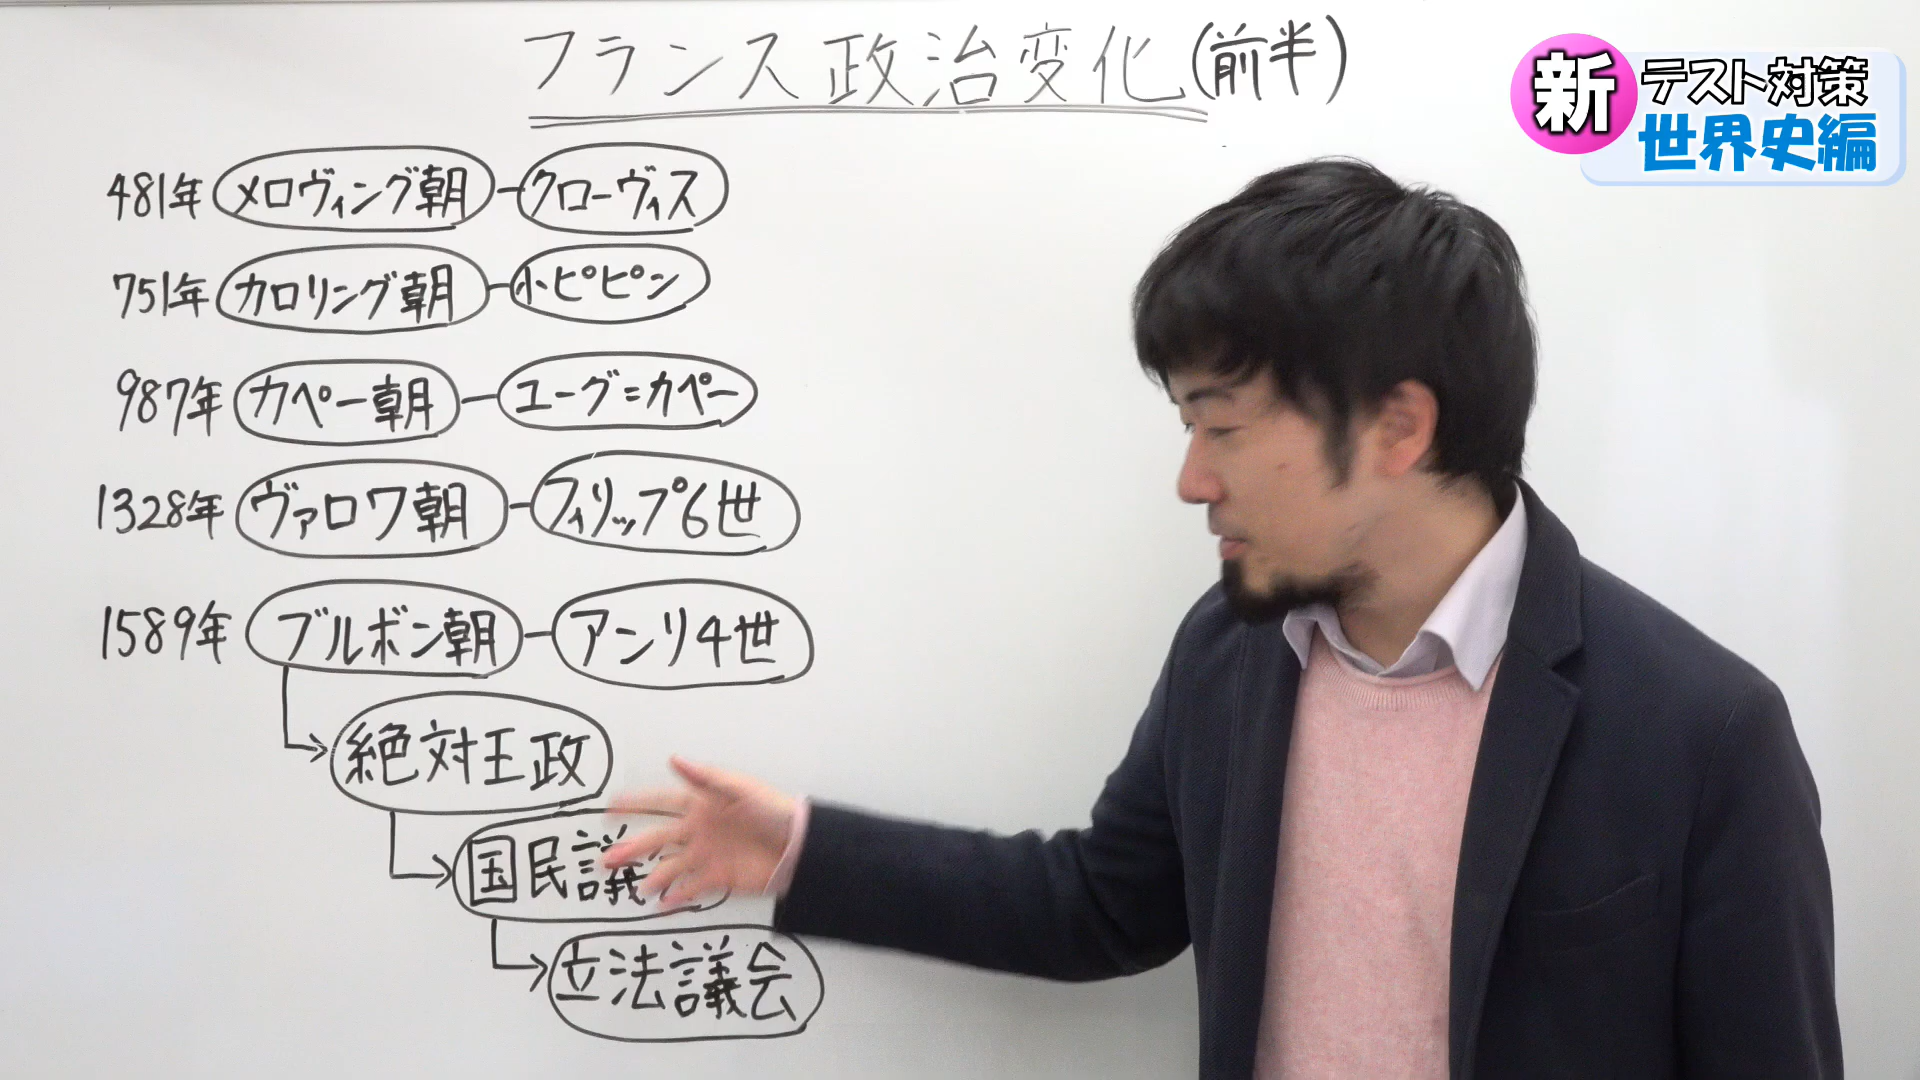 フランス政治変化(前半)
新 テスト対策
世界史編
481年 メロヴィング朝-クローヴィス
751年 カロリング朝-小ピピン
987年 カペー朝-ユーグ=カペー
1328年 ヴァロワ朝-フィリップ6世
1589年 ブルボン朝-アンリ4世
絶対王政
国民議
立法議会